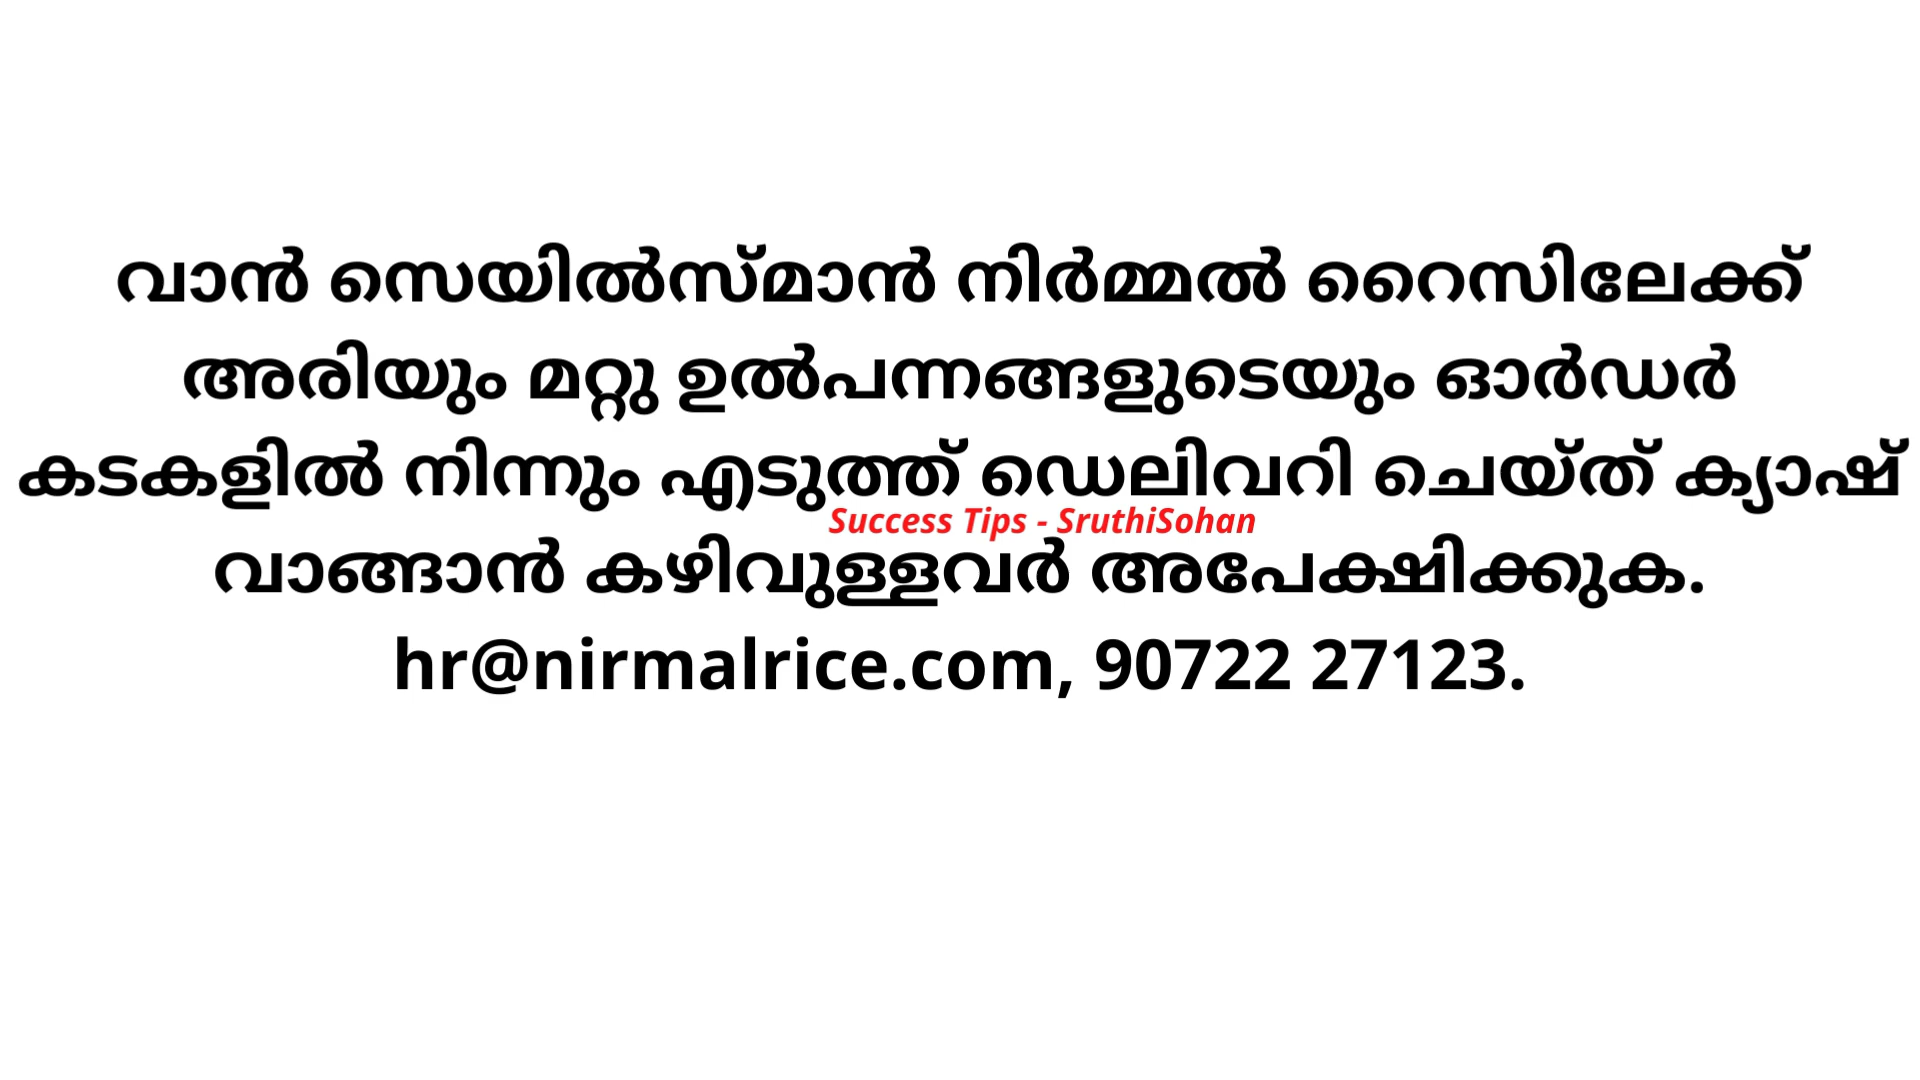 വാൻ സെയിൽസ്മാൻ നിർമ്മൽ റൈസിലേക്ക്
അരിയും മറ്റു ഉൽപന്നങ്ങളുടെയും ഓർഡർ
കടകളിൽ നിന്നും എടുത്ത് ഡെലിവറി ചെയ്ത് ക്യാഷ്
Success Tips - SruthiSohan
വാങ്ങാൻ കഴിവുള്ളവർ അപേക്ഷിക്കുക.
hr@nirmalrice.com, 90722 27123.